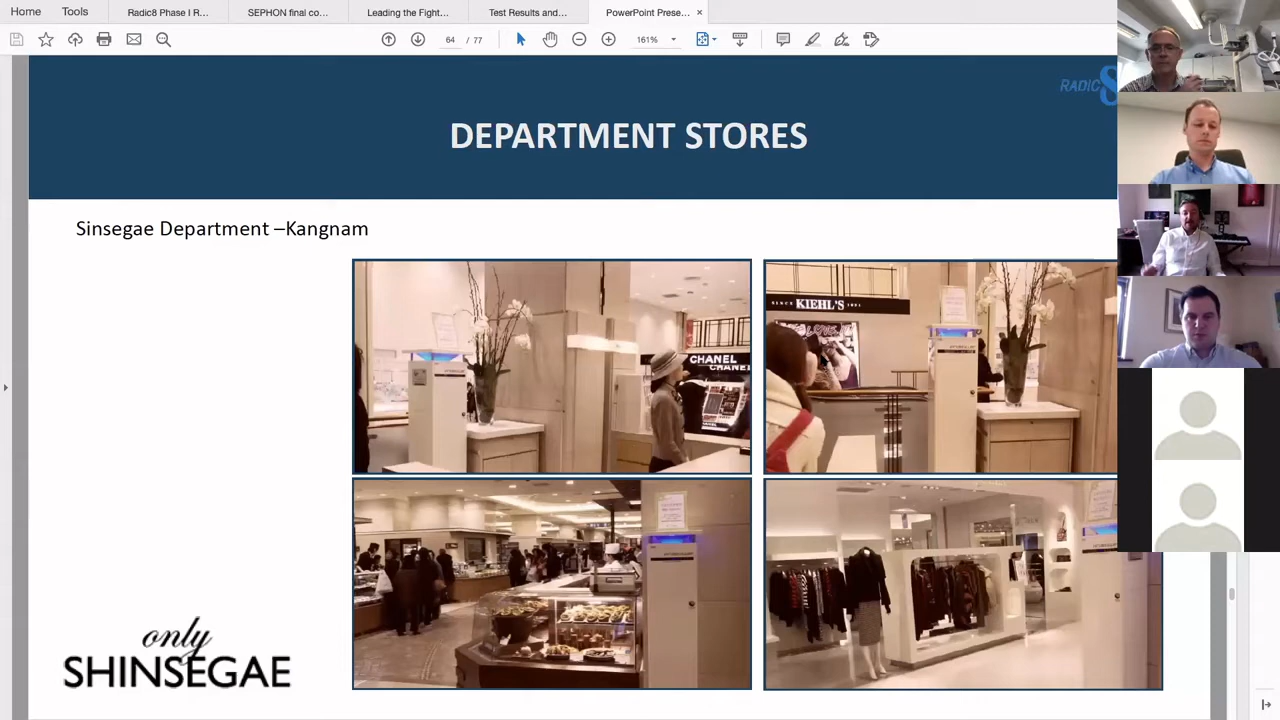 Home
Tools
Radic8 Phase I R...
SEPHON final co...
Leading the Fight...
Test Results and...
PowerPoint Prese...
64 / 77
161%
RADIC8
DEPARTMENT STORES
Sinsegae Department –Kangnam
CHANEL
CHANEL
KIEHL'S
only
SHINSEGAE